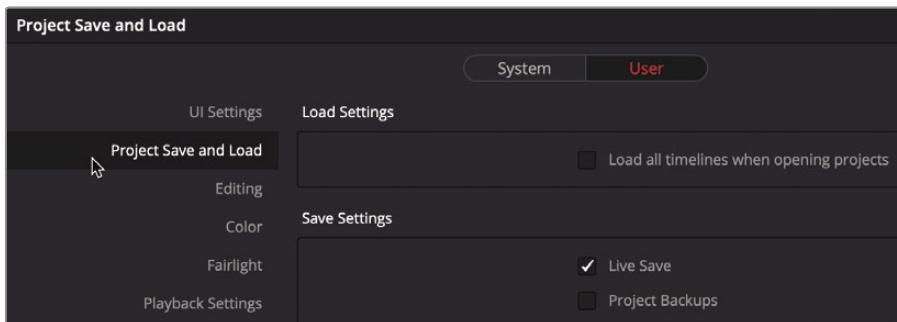 Project Save and Load
System User
UI Settings
Project Save and Load
Editing
Color
Fairlight
Playback Settings
Load Settings
Load all timelines when opening projects
Save Settings
Live Save
Project Backups